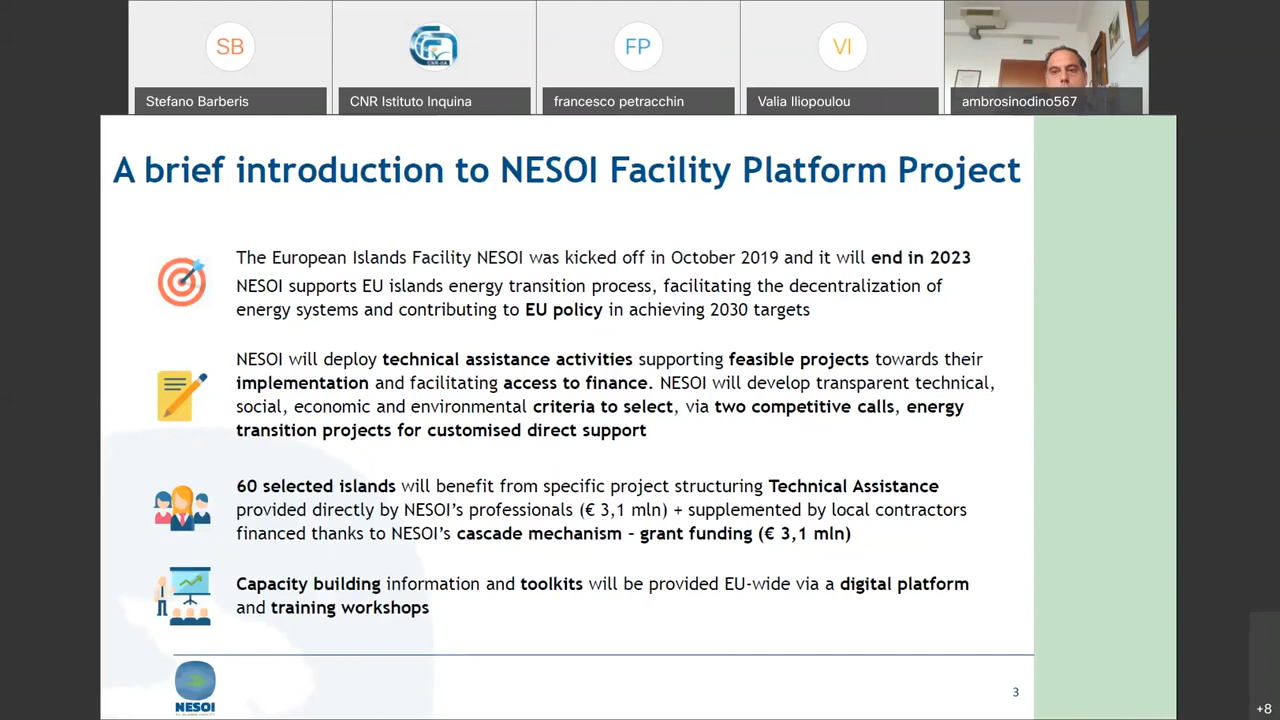 SB
FP
VI
CNR-IIA
Stefano Barberis
CNR Istituto Inquina
francesco petracchin
Valia Iliopoulou
ambrosinodino567
A brief introduction to NESOI Facility Platform Project
The European Islands Facility NESOI was kicked off in October 2019 and it will end in 2023
NESOI supports EU islands energy transition process, facilitating the decentralization of
energy systems and contributing to EU policy in achieving 2030 targets
NESOI will deploy technical assistance activities supporting feasible projects towards their
implementation and facilitating access to finance. NESOI will develop transparent technical,
social, economic and environmental criteria to select, via two competitive calls, energy
transition projects for customised direct support
60 selected islands will benefit from specific project structuring Technical Assistance
provided directly by NESOI's professionals (€ 3,1 mln) + supplemented by local contractors
financed thanks to NESOI's cascade mechanism – grant funding (€ 3,1 mln)
Capacity building information and toolkits will be provided EU-wide via a digital platform
and training workshops
NESOI
3
+8